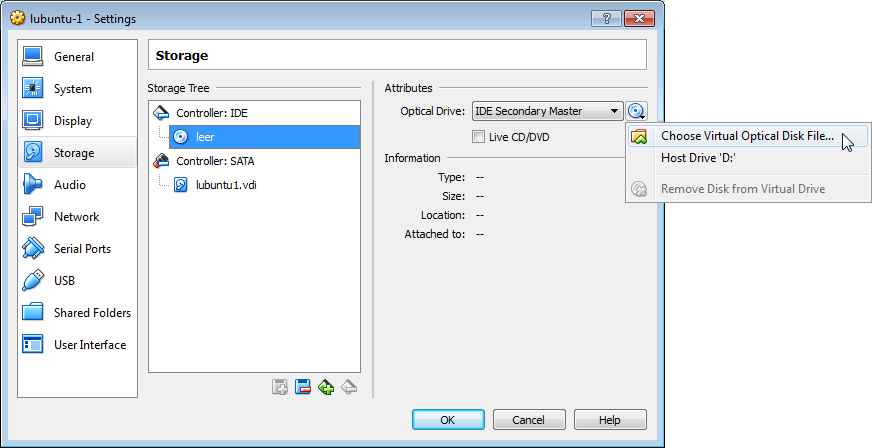 lubuntu-1 - Settings
General
System
Display
Storage
Audio
Network
Serial Ports
USB
Shared Folders
User Interface
Storage
Storage Tree
Controller: IDE
leer
Controller: SATA
lubuntu1.vdi
Attributes
Optical Drive: IDE Secondary Master
Live CD/DVD
Information
Type: --
Size: --
Location: --
Attached to: --
Choose Virtual Optical Disk File...
Host Drive 'D:'
Remove Disk from Virtual Drive
OK Cancel Help